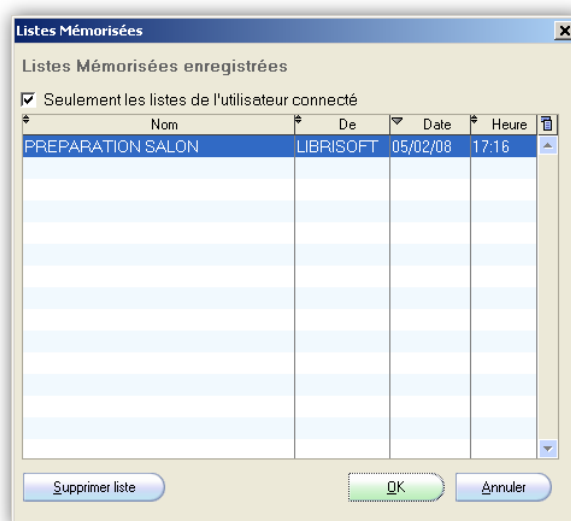 Listes Mémorisées
Listes Mémorisées enregistrées
Seulement les listes de l'utilisateur connecté
Nom De Date Heure
PREPARATION SALON LIBRISOFT 05/02/08 17:16
Supprimer liste OK Annuler